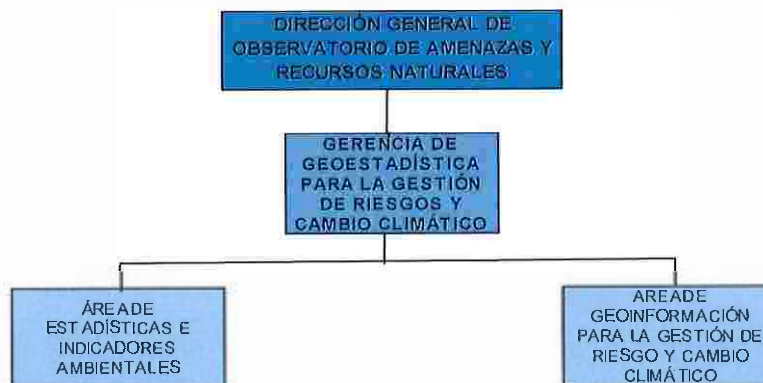 DIRECCIÓN GENERAL DE
OBSERVATORIO DE AMENAZAS Y
RECURSOS NATURALES
GERENCIA DE
GEOESTADÍSTICA
PARA LA GESTIÓN
DE RIESGOS Y
CAMBIO CLIMÁTICO
ÁREA DE
ESTADÍSTICAS E
INDICADORES
AMBIENTALES
AREA DE
GEOINFORMACIÓN
PARA LA GESTIÓN DE
RIESGO Y CAMBIO
CLIMÁTICO